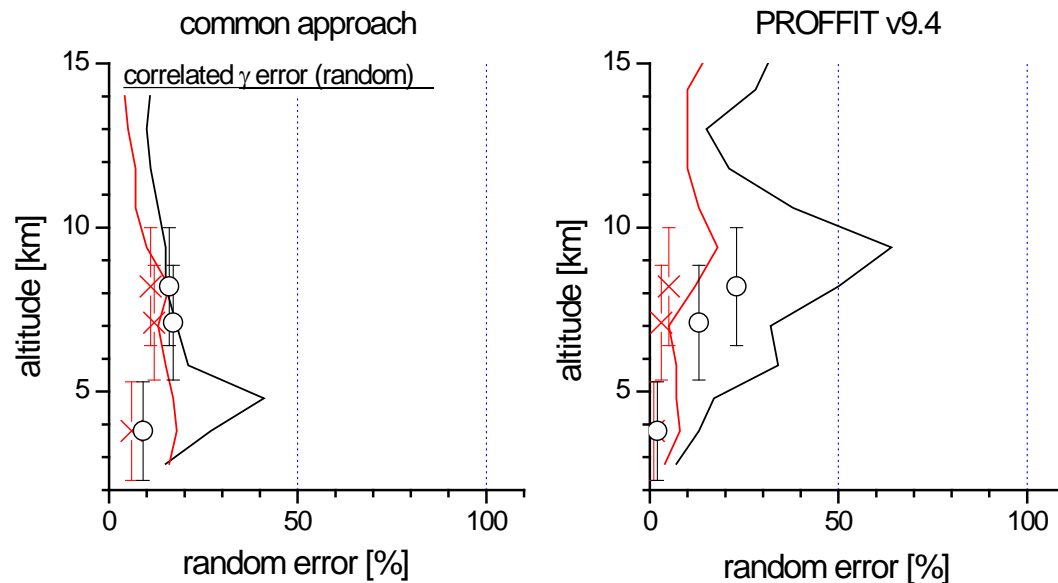 common approach
PROFFIT v9.4
correlated γ error (random)
15
10
5
altitude [km]
0
50
100
random error [%]
15
10
5
altitude [km]
0
50
100
random error [%]